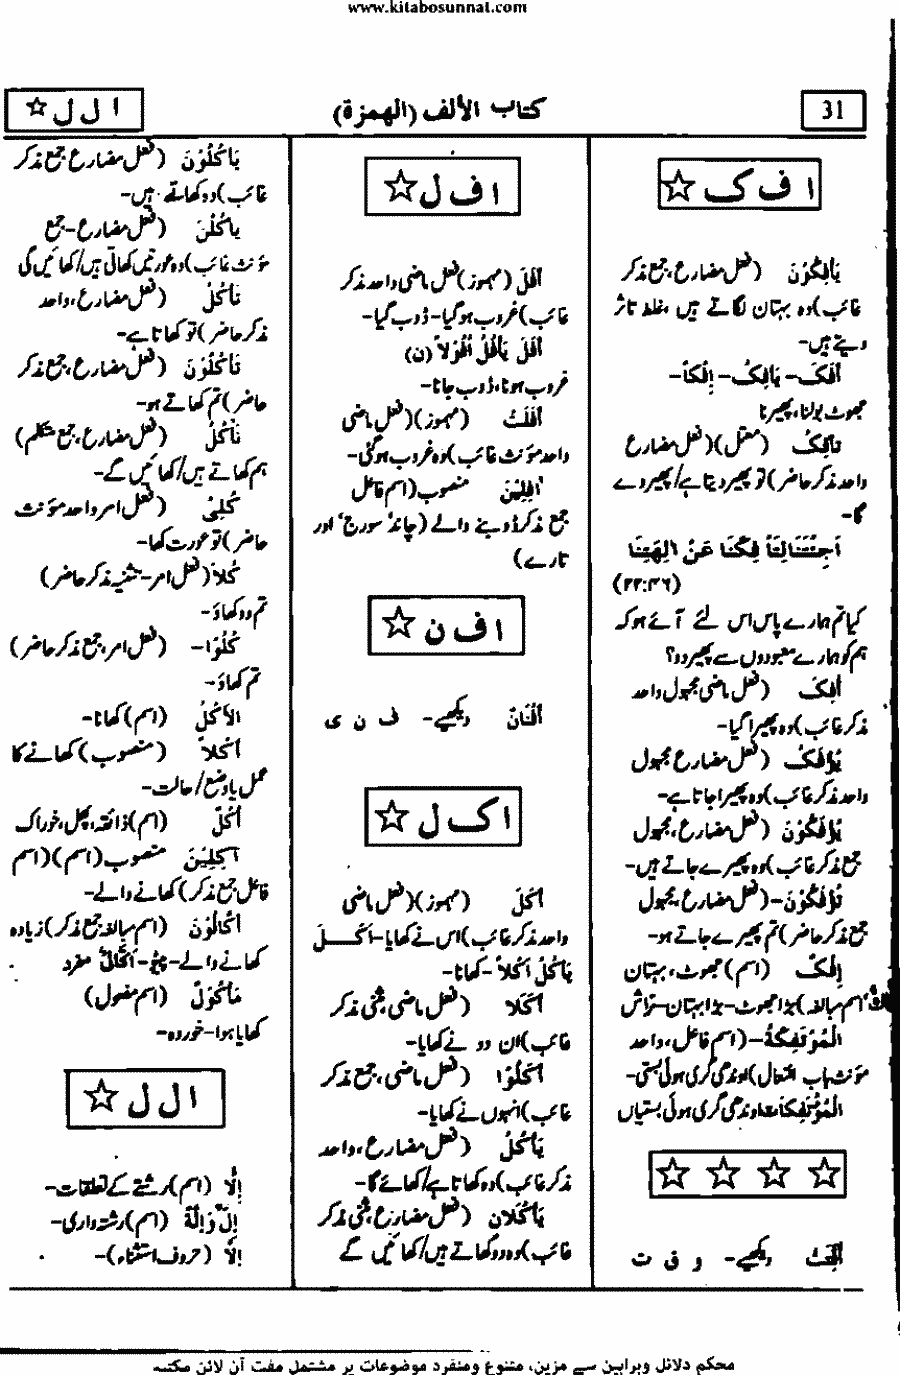 www.kitabosunnat.com
31
کتاب الألف (الهمزة)
ا ل ل ☆
ا ف ک ☆
يَأْفِكُوْنَ (فعل مضارع، جمع مذکر
غائب) وہ بہتان لگاتے ہیں، غلط تاثر
دیتے ہیں-
اَفَكَ- يَأْفِكُ- اِفْكاً-
جھوٹ بولنا، پھیرنا
تَأْفِكُ (معتل) (فعل مضارع
واحد مذکر حاضر) تو پھیر دیتا ہے/پھیر دے
گا-
اَجِئْتَنَا لِتَأْفِكَنَا عَنْ اٰلِهَتِنَا
(۲۲:۴۶)
کیا تم ہمارے پاس اس لئے آئے ہو کہ
ہم کو ہمارے معبودوں سے پھیر دو؟
اُفِكَ (فعل ماضی مجہول واحد
مذکر غائب) وہ پھیرا گیا-
يُؤْفَكُ (فعل مضارع مجہول
واحد مذکر غائب) وہ پھیرا جاتا ہے-
يُؤْفَكُوْنَ (فعل مضارع، مجہول
جمع مذکر غائب) وہ پھیرے جاتے ہیں-
تُؤْفَكُوْنَ- (فعل مضارع، مجہول
جمع مذکر حاضر) تم پھیرے جاتے ہو-
اِفْكٌ (اسم) جھوٹ، بہتان
اسم مبالغہ) بڑا جھوٹ- بڑا بہتان- تراش
الْمُؤْتَفِكَةُ- (اسم فاعل، واحد
مؤنث باب افتعال) اوندھی گری ہوئی بستی-
الْمُؤْتَفِكَات اوندھی گری ہوئی بستیاں
☆ ☆ ☆ ☆
اُقِّتَتْ دیکھیے- و ق ت
ا ف ل ☆
اَفَلَ (مہموز) فعل ماضی واحد مذکر
غائب) غروب ہو گیا- ڈوب گیا-
اَفَلَ يَأْفُلُ اُفُوْلاً (ن)
غروب ہونا، ڈوب جانا-
اَفَلَتْ (مہموز) (فعل ماضی
واحد مؤنث غائب) وہ غروب ہو گئی-
اٰفِلِيْنَ منصوب (اسم فاعل
جمع مذکر ڈوبنے والے (چاند' سورج' اور
تارے)
ا ف ن ☆
اَفْنَانٌ دیکھیے- ف ن ی
ا ک ل ☆
اَكَلَ (مہموز) (فعل ماضی
واحد مذکر غائب) اس نے کھایا- اَكَلَ
يَأْكُلُ اَكْلاً- کھانا-
اَكَلَا (فعل ماضی، مثنی مذکر
غائب) ان دو نے کھایا-
اَكَلُوْا (فعل ماضی، جمع مذکر
غائب) انہوں نے کھایا-
يَأْكُلُ (فعل مضارع، واحد
مذکر غائب) وہ کھاتا ہے/کھائے گا-
يَأْكُلَان (فعل مضارع، مثنی مذکر
غائب) وہ دو کھاتے ہیں/کھائیں گے
يَأْكُلُوْنَ (فعل مضارع جمع مذکر
غائب) وہ کھاتے ہیں-
يَأْكُلْنَ (فعل مضارع- جمع
مؤنث غائب) وہ عورتیں کھاتی ہیں/کھائیں گی
تَأْكُلُ (فعل مضارع، واحد
مذکر حاضر) تو کھاتا ہے-
تَأْكُلُوْنَ (فعل مضارع، جمع مذکر
حاضر) تم کھاتے ہو-
نَأْكُلُ (فعل مضارع، جمع متکلم)
ہم کھاتے ہیں/کھائیں گے-
كُلِىْ (فعل امر واحد مؤنث
حاضر) تو عورت کھا-
كُلَا (فعل امر- تثنیہ مذکر حاضر)
تم دو کھاؤ-
كُلُوْا- (فعل امر، جمع مذکر حاضر)
تم کھاؤ-
الاَكْلُ (اسم) کھانا-
اَكْلاً (منصوب) کھانے کا
عمل یا وضع/حالت-
اُكُلٌ (اسم) ذائقہ، پھل، خوراک
اٰكِلِيْنَ منصوب (اسم) (اسم
فاعل جمع مذکر) کھانے والے-
اَكَّالُوْنَ (اسم مبالغہ جمع مذکر) زیادہ
کھانے والے- پیٹو- اَكَّالٌ مفرد
مَأْكُوْلٌ (اسم مفعول)
کھایا ہوا- خوردہ-
ا ل ل ☆
اِلًّا (اسم) رشتے کے تعلقات-
اِلٌّ وَاِلَّةٌ (اسم) رشتہ داری-
اِلَّا (حروف استثناء)-
محکم دلائل وبراہین سے مزین، متنوع ومنفرد موضوعات پر مشتمل مفت آن لائن مکتبہ